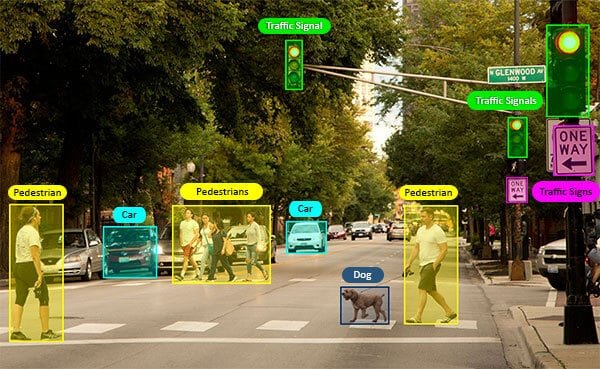 Traffic Signal
N GLENWOOD AV
1400 W
Traffic Signals
ONE
WAY
Pedestrian
Pedestrians
Pedestrian
ONE
WAY
Traffic Signs
Car
Car
Dog